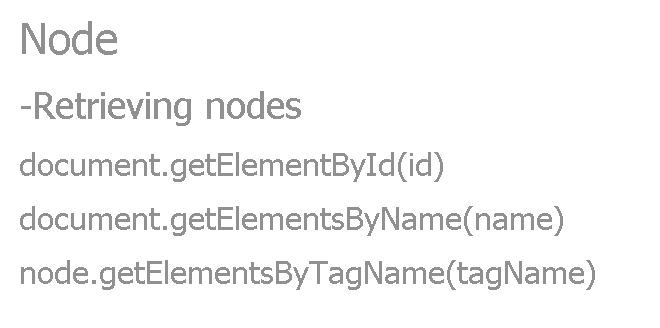 Node
-Retrieving nodes
document.getElementById(id)
document.getElementsByName(name)
node.getElementsByTagName(tagName)